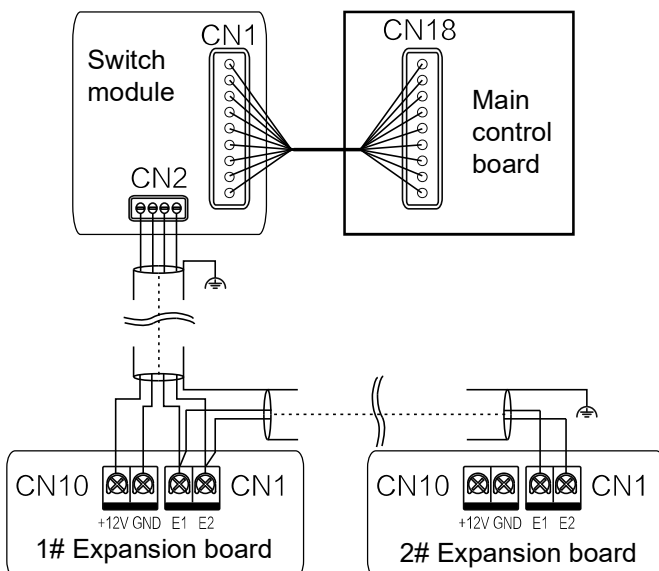 CN1
CN18
Switch
module
Main
control
board
CN2
CN10
CN1
+12V GND E1 E2
1# Expansion board
CN10
CN1
+12V GND E1 E2
2# Expansion board